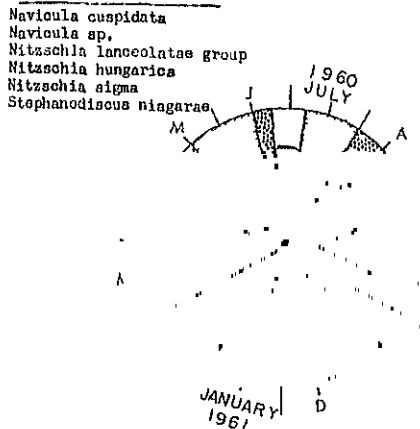 Navicula cuspidata
Navicula sp.
Nitzschia lanceolatae group
Nitzschia hungarica
Nitzschia sigma
Stephanodiscus niagarae
1960
JULY
J
M
A
A
JANUARY
1961
D